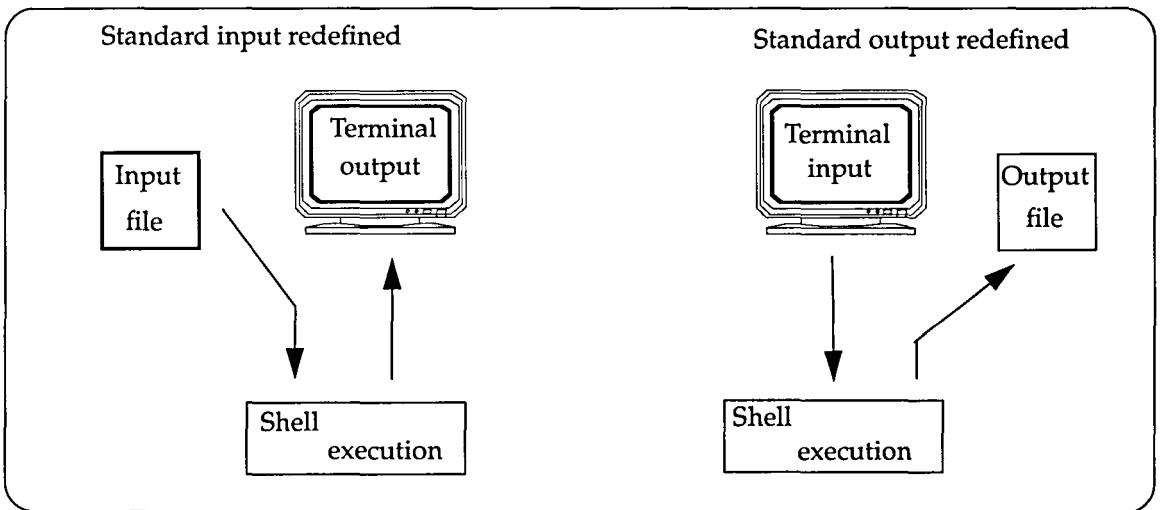 Standard input redefined
Input
file
Terminal
output
Shell
execution
Standard output redefined
Terminal
input
Output
file
Shell
execution